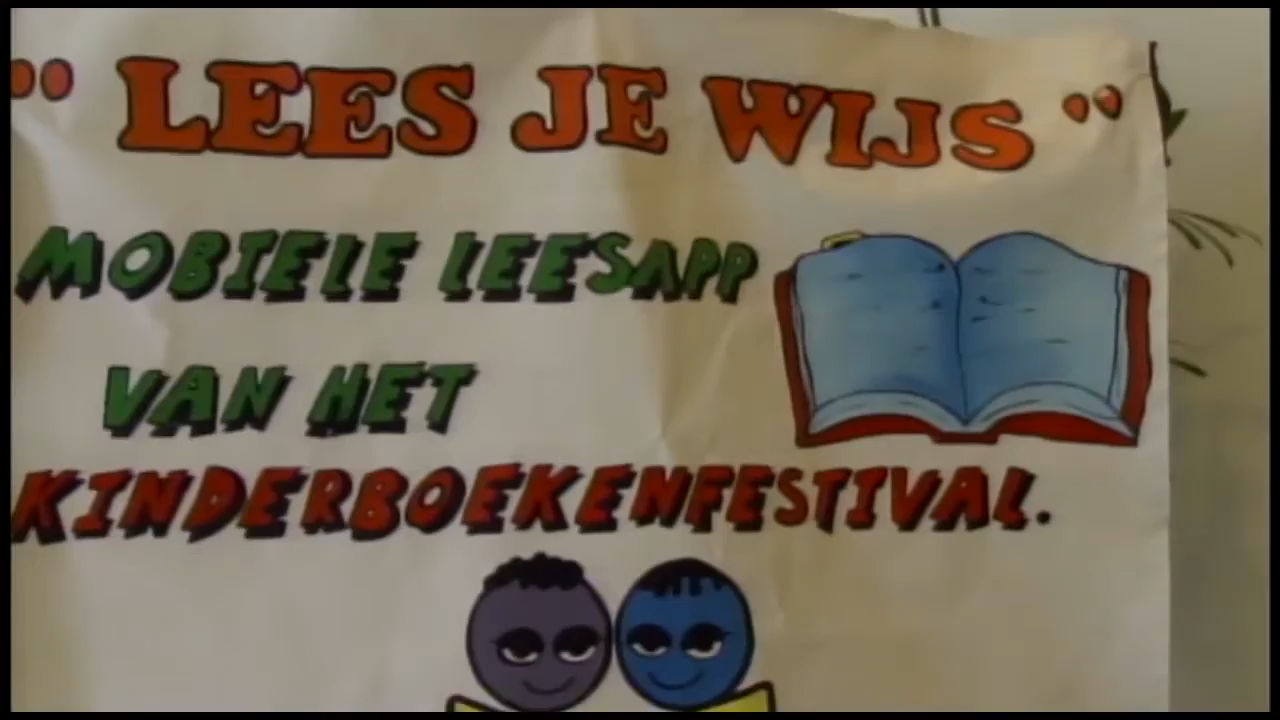 " LEES JE WIJS "
MOBIELE LEESAPP
VAN HET
KINDERBOEKENFESTIVAL.